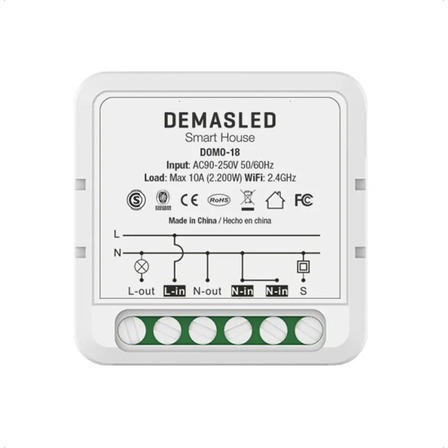 DEMASLED
Smart House
DOMO-18
Input: AC90-250V 50/60Hz
Load: Max 10A (2.200W) WiFi: 2.4GHz
S CE RoHS FC
Made in China / Hecho en china
L
N
L-out L-in N-out N-in N-in S